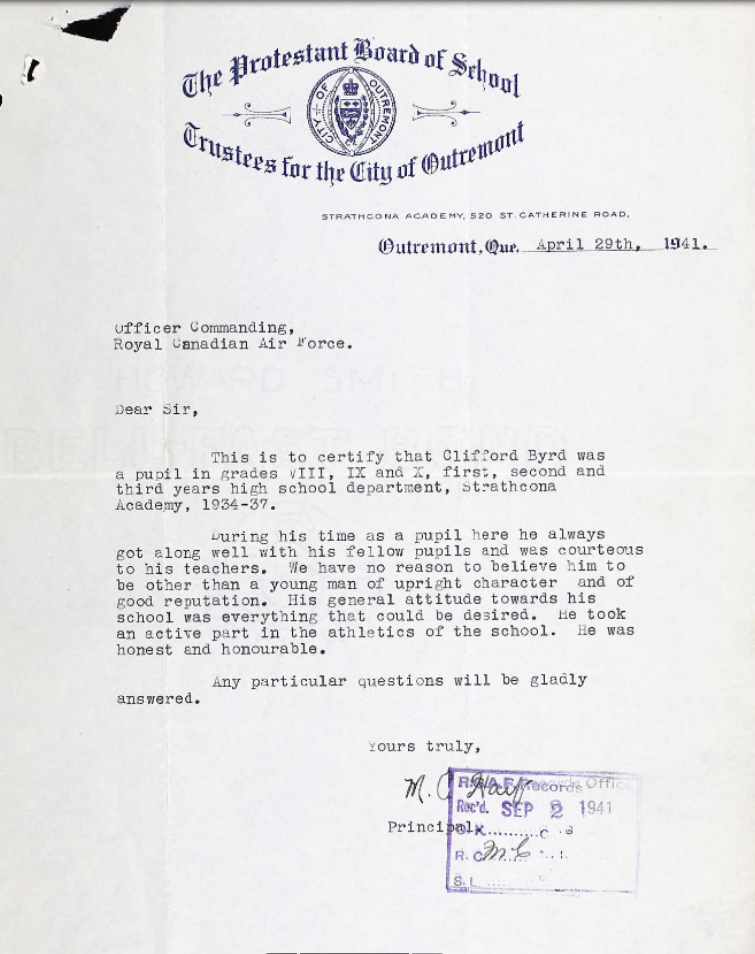 The Protestant Board of School
CITY OF OUTREMONT
Trustees for the City of Outremont
STRATHCONA ACADEMY, 520 ST. CATHERINE ROAD,
Outremont, Que. April 29th, 1941.
Officer Commanding,
Royal Canadian Air Force.
Dear Sir,
This is to certify that Clifford Byrd was
a pupil in grades VIII, IX and X, first, second and
third years high school department, Strathcona
Academy, 1934-37.
During his time as a pupil here he always
got along well with his fellow pupils and was courteous
to his teachers. We have no reason to believe him to
be other than a young man of upright character and of
good reputation. His general attitude towards his
school was everything that could be desired. He took
an active part in the athletics of the school. He was
honest and honourable.
Any particular questions will be gladly
answered.
Yours truly,
M. C.
R.C.A.F. Records Office
Rec'd. SEP 2 1941
Principal.
R. C.
S. L.